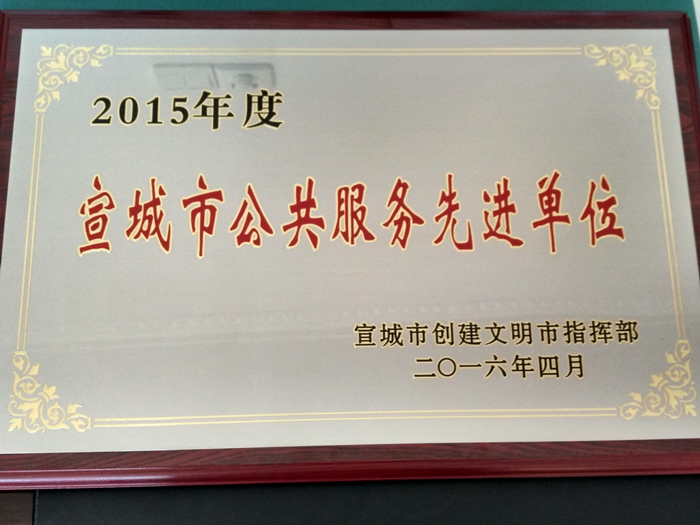 2015年度
宣城市公共服务先进单位
宣城市创建文明市指挥部
二〇一六年四月